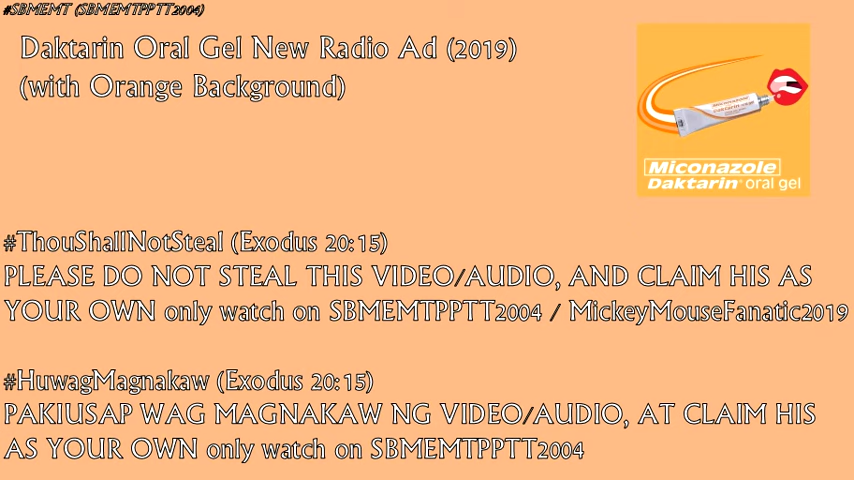 #SBMEMT (SBMEMTPPTT2004)
Daktarin Oral Gel New Radio Ad (2019)
(with Orange Background)
Miconazole
Daktarin® oral gel
#ThouShallNotSteal (Exodus 20:15)
PLEASE DO NOT STEAL THIS VIDEO/AUDIO, AND CLAIM HIS AS
YOUR OWN only watch on SBMEMTPPTT2004 / MickeyMouseFanatic2019
#HuwagMagnakaw (Exodus 20:15)
PAKIUSAP WAG MAGNAKAW NG VIDEO/AUDIO, AT CLAIM HIS
AS YOUR OWN only watch on SBMEMTPPTT2004